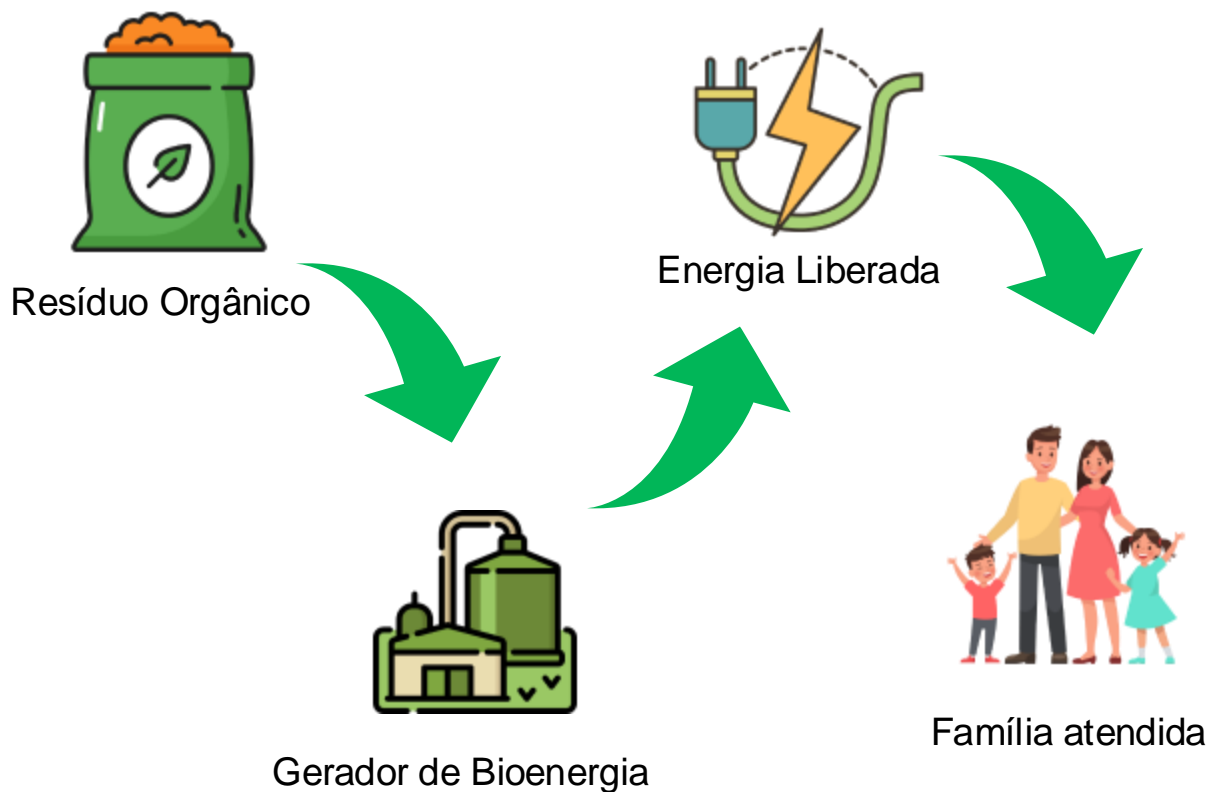 Resíduo Orgânico
Gerador de Bioenergia
Energia Liberada
Família atendida